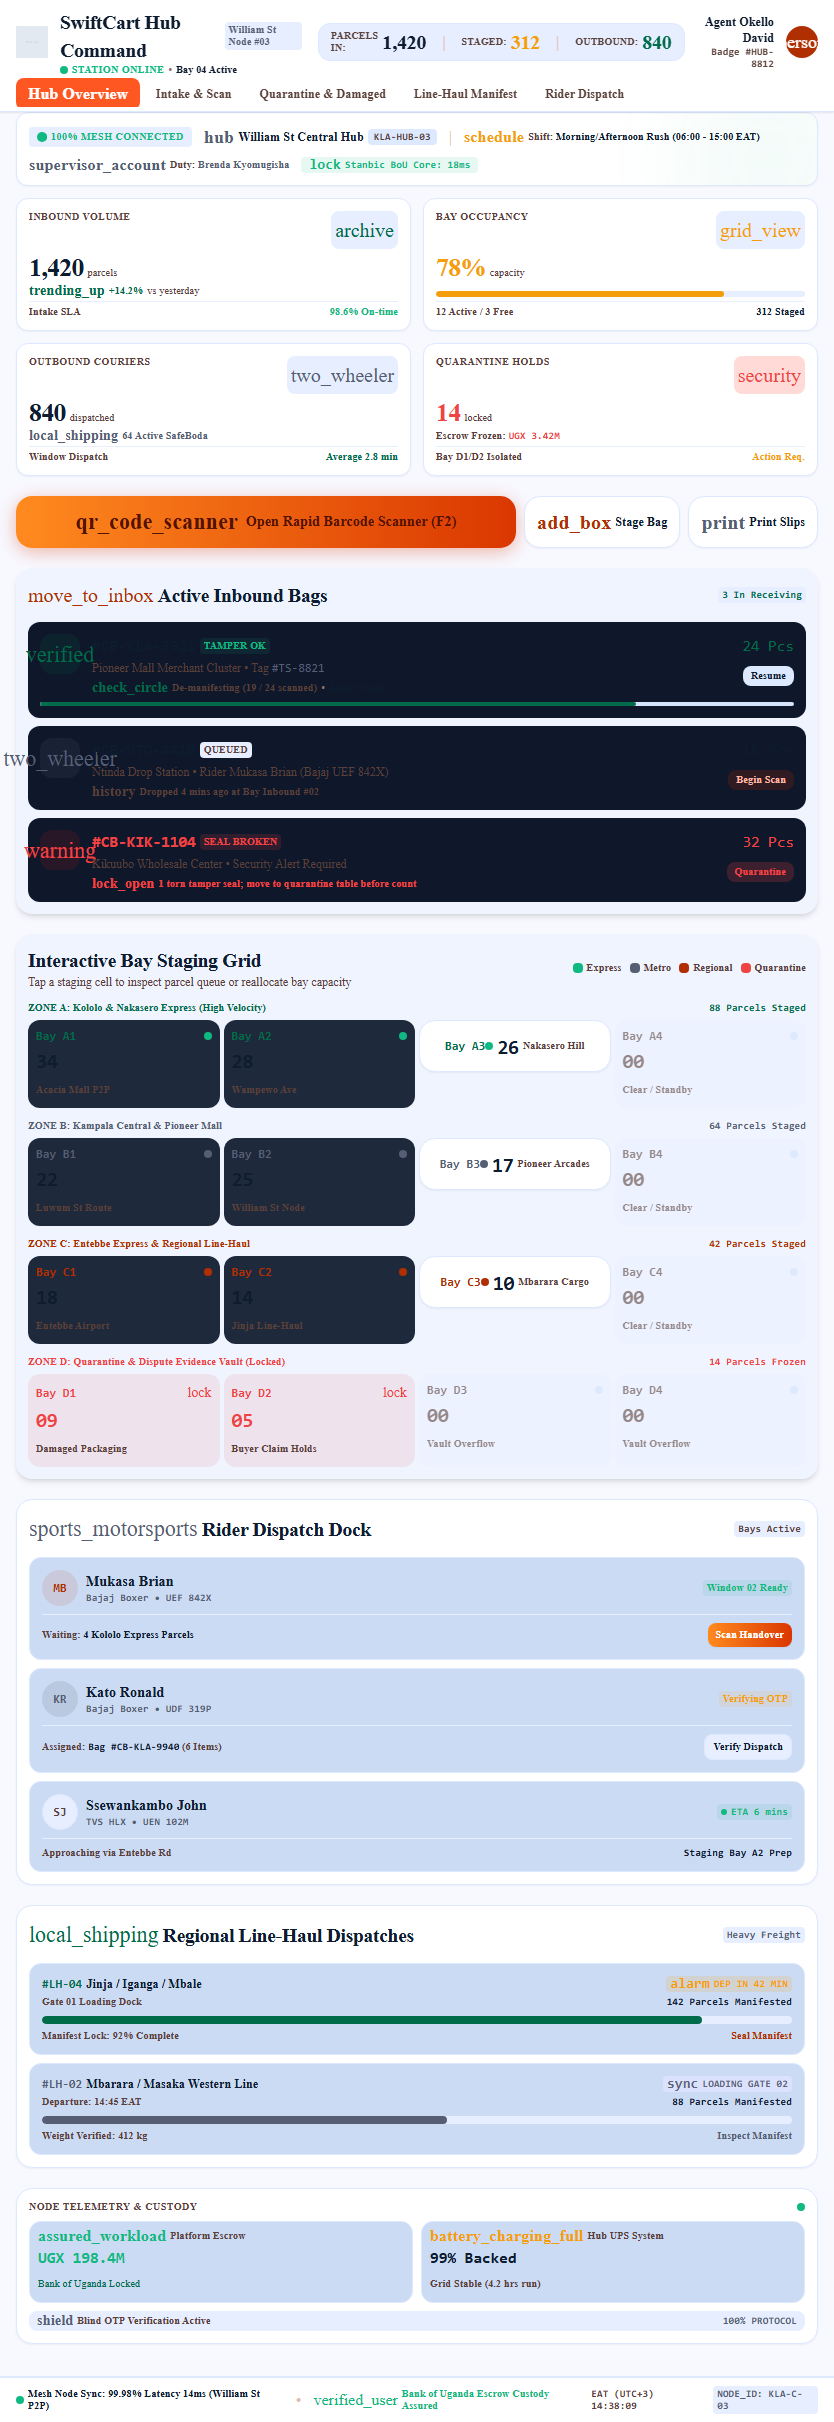 SwiftCart Hub Command
William St Node #03
STATION ONLINE • Bay 04 Active
PARCELS IN: 1,420
STAGED: 312
OUTBOUND: 840
Agent Okello David
Badge #HUB-8812
Hub Overview
Intake & Scan
Quarantine & Damaged
Line-Haul Manifest
Rider Dispatch
100% MESH CONNECTED
hub William St Central Hub KLA-HUB-03
schedule Shift: Morning/Afternoon Rush (06:00 - 15:00 EAT)
supervisor_account Duty: Brenda Kyomugisha
lock Stanbic BoU Core: 18ms
INBOUND VOLUME
archive
1,420 parcels
trending_up +14.2% vs yesterday
Intake SLA 98.6% On-time
BAY OCCUPANCY
grid_view
78% capacity
12 Active / 3 Free 312 Staged
OUTBOUND COURIERS
two_wheeler
840 dispatched
local_shipping 64 Active SafeBoda
Window Dispatch Average 2.8 min
QUARANTINE HOLDS
security
14 locked
Escrow Frozen: UGX 3.42M
Bay D1/D2 Isolated Action Req.
qr_code_scanner Open Rapid Barcode Scanner (F2)
add_box Stage Bag
print Print Slips
move_to_inbox Active Inbound Bags
3 In Receiving
verified
TAMPER OK
24 Pcs
Pioneer Mall Merchant Cluster • Tag #TS-8821
Resume
check_circle De-manifesting (19 / 24 scanned) •
two_wheeler
QUEUED
Ntinda Drop Station • Rider Mukasa Brian (Bajaj UEF 842X)
Begin Scan
history Dropped 4 mins ago at Bay Inbound #02
warning
#CB-KIK-1104 SEAL BROKEN
32 Pcs
Kikuubo Wholesale Center • Security Alert Required
Quarantine
lock_open 1 torn tamper seal; move to quarantine table before count
Interactive Bay Staging Grid
Tap a staging cell to inspect parcel queue or reallocate bay capacity
Express Metro Regional Quarantine
ZONE A: Kololo & Nakasero Express (High Velocity) 88 Parcels Staged
Bay A1
34
Acacia Mall P2P
Bay A2
28
Wampewo Ave
Bay A3 26 Nakasero Hill
Bay A4
00
Clear / Standby
ZONE B: Kampala Central & Pioneer Mall 64 Parcels Staged
Bay B1
22
Luwum St Route
Bay B2
25
William St Node
Bay B3 17 Pioneer Arcades
Bay B4
00
Clear / Standby
ZONE C: Entebbe Express & Regional Line-Haul 42 Parcels Staged
Bay C1
18
Entebbe Airport
Bay C2
14
Jinja Line-Haul
Bay C3 10 Mbarara Cargo
Bay C4
00
Clear / Standby
ZONE D: Quarantine & Dispute Evidence Vault (Locked) 14 Parcels Frozen
Bay D1 lock
09
Damaged Packaging
Bay D2 lock
05
Buyer Claim Holds
Bay D3
00
Vault Overflow
Bay D4
00
Vault Overflow
sports_motorsports Rider Dispatch Dock
Bays Active
MB
Mukasa Brian
Bajaj Boxer • UEF 842X
Window 02 Ready
Waiting: 4 Kololo Express Parcels
Scan Handover
KR
Kato Ronald
Bajaj Boxer • UDF 319P
Verifying OTP
Assigned: Bag #CB-KLA-9940 (6 Items)
Verify Dispatch
SJ
Ssewankambo John
TVS HLX • UEN 102M
ETA 6 mins
Approaching via Entebbe Rd
Staging Bay A2 Prep
local_shipping Regional Line-Haul Dispatches
Heavy Freight
#LH-04 Jinja / Iganga / Mbale
alarm DEP IN 42 MIN
Gate 01 Loading Dock
142 Parcels Manifested
Manifest Lock: 92% Complete
Seal Manifest
#LH-02 Mbarara / Masaka Western Line
sync LOADING GATE 02
Departure: 14:45 EAT
88 Parcels Manifested
Weight Verified: 412 kg
Inspect Manifest
NODE TELEMETRY & CUSTODY
assured_workload Platform Escrow
UGX 198.4M
Bank of Uganda Locked
battery_charging_full Hub UPS System
99% Backed
Grid Stable (4.2 hrs run)
shield Blind OTP Verification Active
100% PROTOCOL
Mesh Node Sync: 99.98% Latency 14ms (William St P2P)
•
verified_user Bank of Uganda Escrow Custody Assured
EAT (UTC+3) 14:38:09
NODE_ID: KLA-C-03